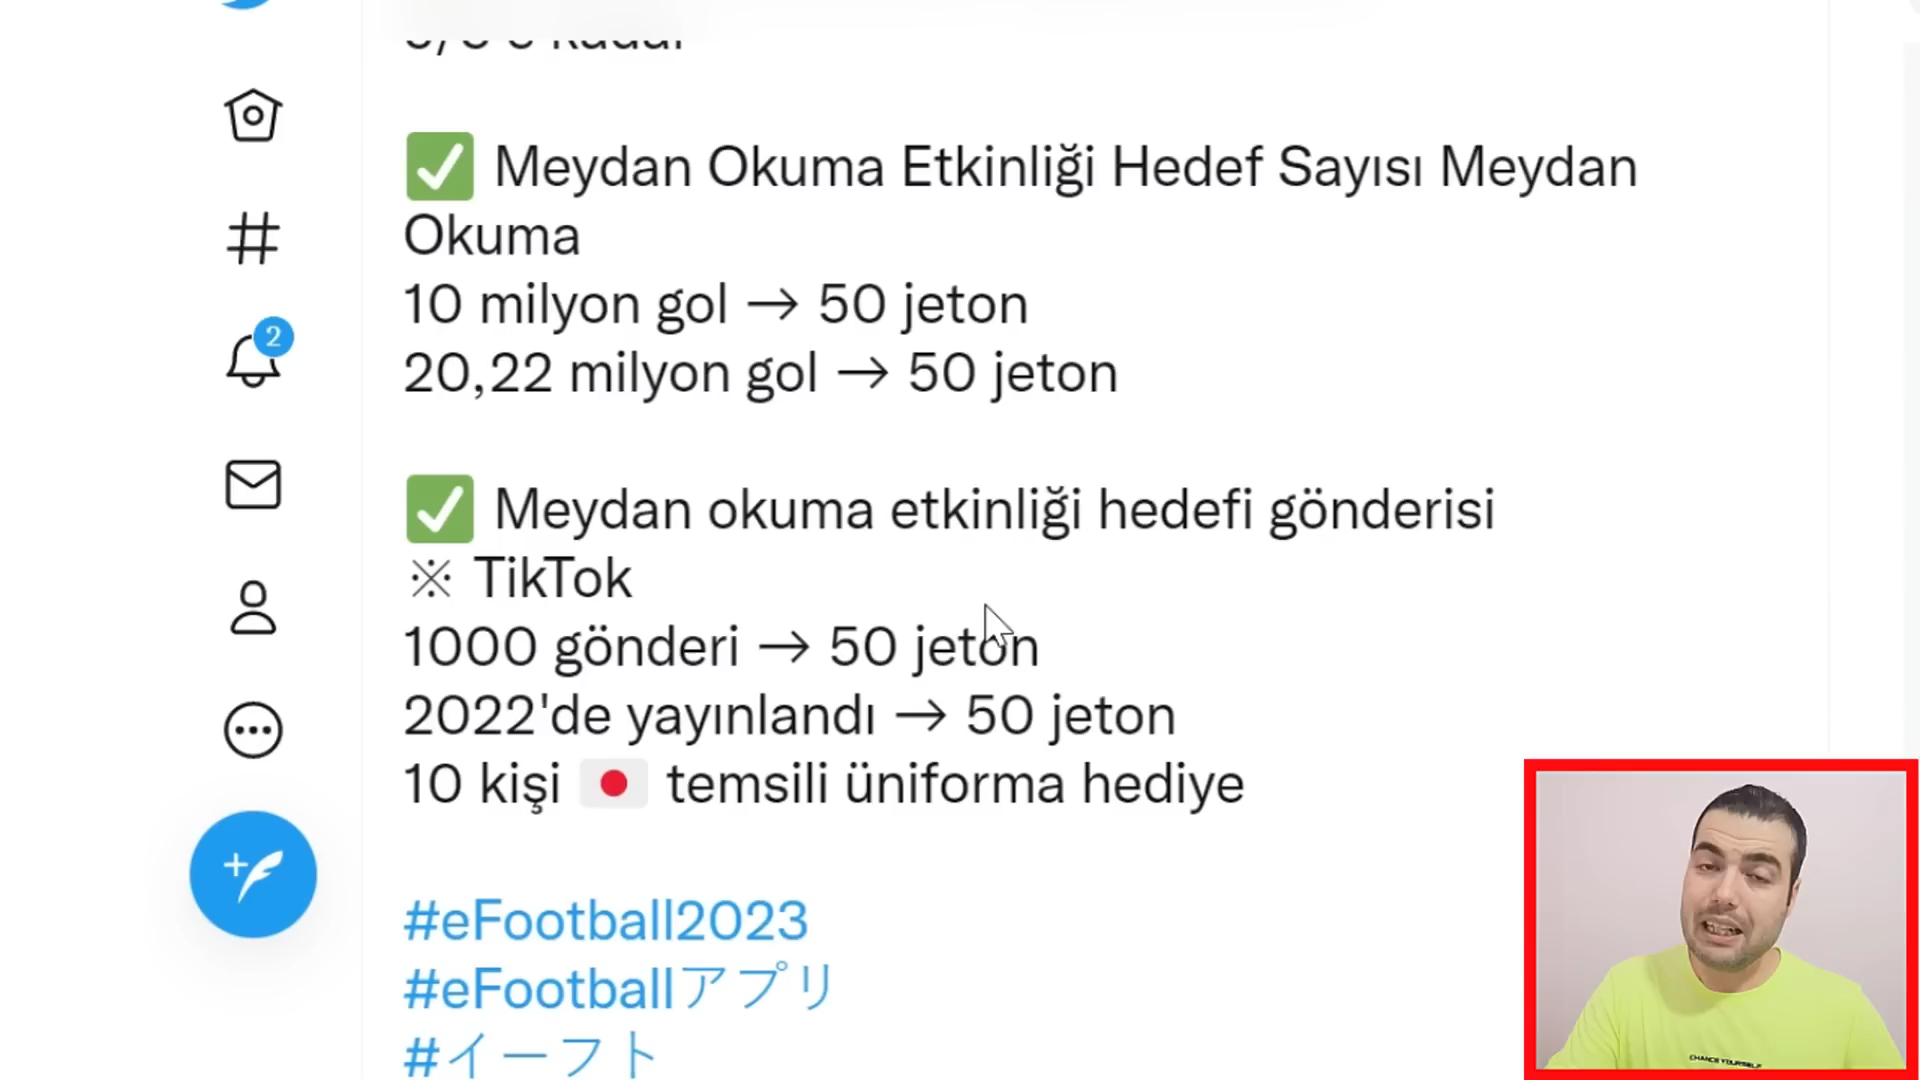 ✅ Meydan Okuma Etkinliği Hedef Sayısı Meydan
Okuma
10 milyon gol → 50 jeton
20,22 milyon gol → 50 jeton
✅ Meydan okuma etkinliği hedefi gönderisi
※ TikTok
1000 gönderi → 50 jeton
2022'de yayınlandı → 50 jeton
10 kişi 🇯🇵 temsili üniforma hediye
#eFootball2023
#eFootballアプリ
#イーフト
2